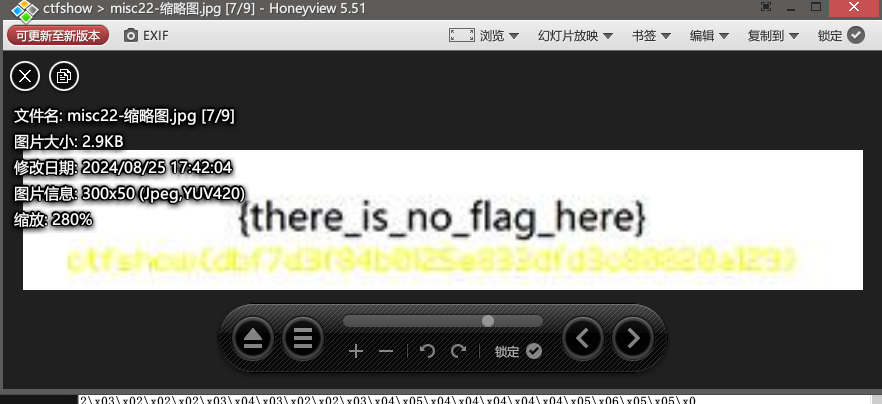 ctfshow > misc22-缩略图.jpg [7/9] - Honeyview 5.51
可更新至新版本 EXIF 浏览 幻灯片放映 书签 编辑 复制到 锁定
文件名: misc22-缩略图.jpg [7/9]
图片大小: 2.9KB
修改日期: 2024/08/25 17:42:04
图片信息: 300x50 (Jpeg,YUV420)
缩放: 280%
{there_is_no_flag_here}
ctfshow{dbf7d3f84b0125e833dfd3c80820a129}
锁定
2\x03\x02\x02\x02\x03\x04\x03\x02\x02\x03\x04\x05\x04\x04\x04\x04\x04\x05\x06\x05\x05\x0